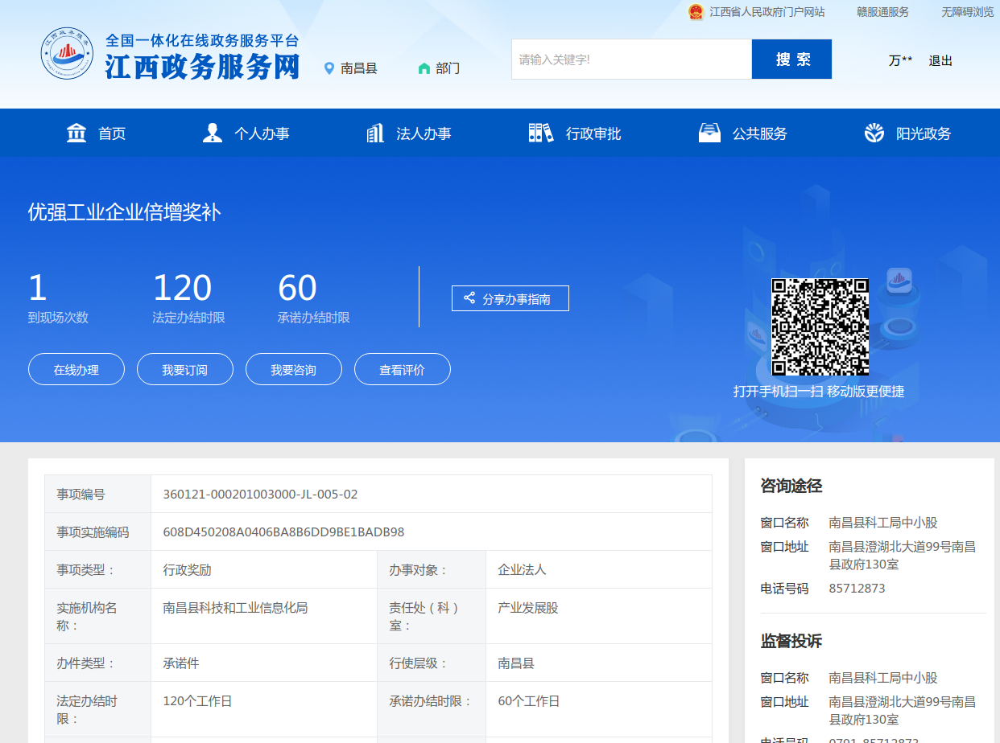 江西省人民政府门户网站 赣服通服务 无障碍浏览
全国一体化在线政务服务平台
江西政务服务网
南昌县 部门
请输入关键字!
搜 索
万** 退出
首页 个人办事 法人办事 行政审批 公共服务 阳光政务
优强工业企业倍增奖补
1 120 60
到现场次数 法定办结时限 承诺办结时限
分享办事指南
在线办理 我要订阅 我要咨询 查看评价
打开手机扫一扫 移动版更便捷
事项编号 360121-000201003000-JL-005-02
事项实施编码 608D450208A0406BA8B6DD9BE1BADB98
事项类型： 行政奖励 办事对象： 企业法人
实施机构名称： 南昌县科技和工业信息化局 责任处（科）室： 产业发展股
办件类型： 承诺件 行使层级： 南昌县
法定办结时限： 120个工作日 承诺办结时限： 60个工作日
咨询途径
窗口名称 南昌县科工局中小股
窗口地址 南昌县澄湖北大道99号南昌
县政府130室
电话号码 85712873
监督投诉
窗口名称 南昌县科工局中小股
窗口地址 南昌县澄湖北大道99号南昌
县政府130室
电话号码 0791-85712873